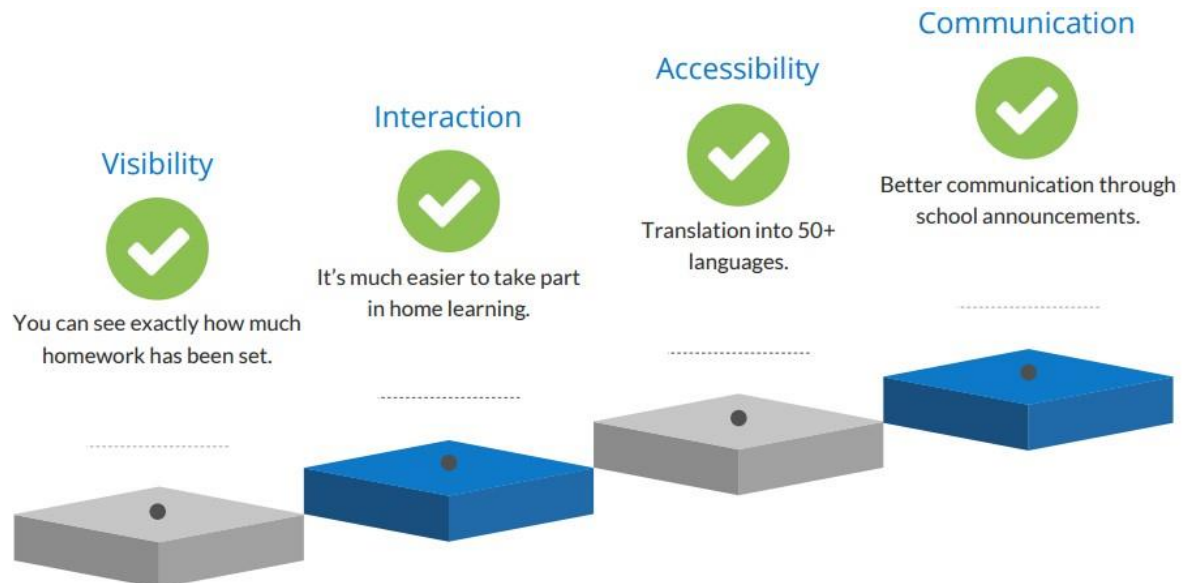 Visibility
You can see exactly how much
homework has been set.
Interaction
It’s much easier to take part
in home learning.
Accessibility
Translation into 50+
languages.
Communication
Better communication through
school announcements.